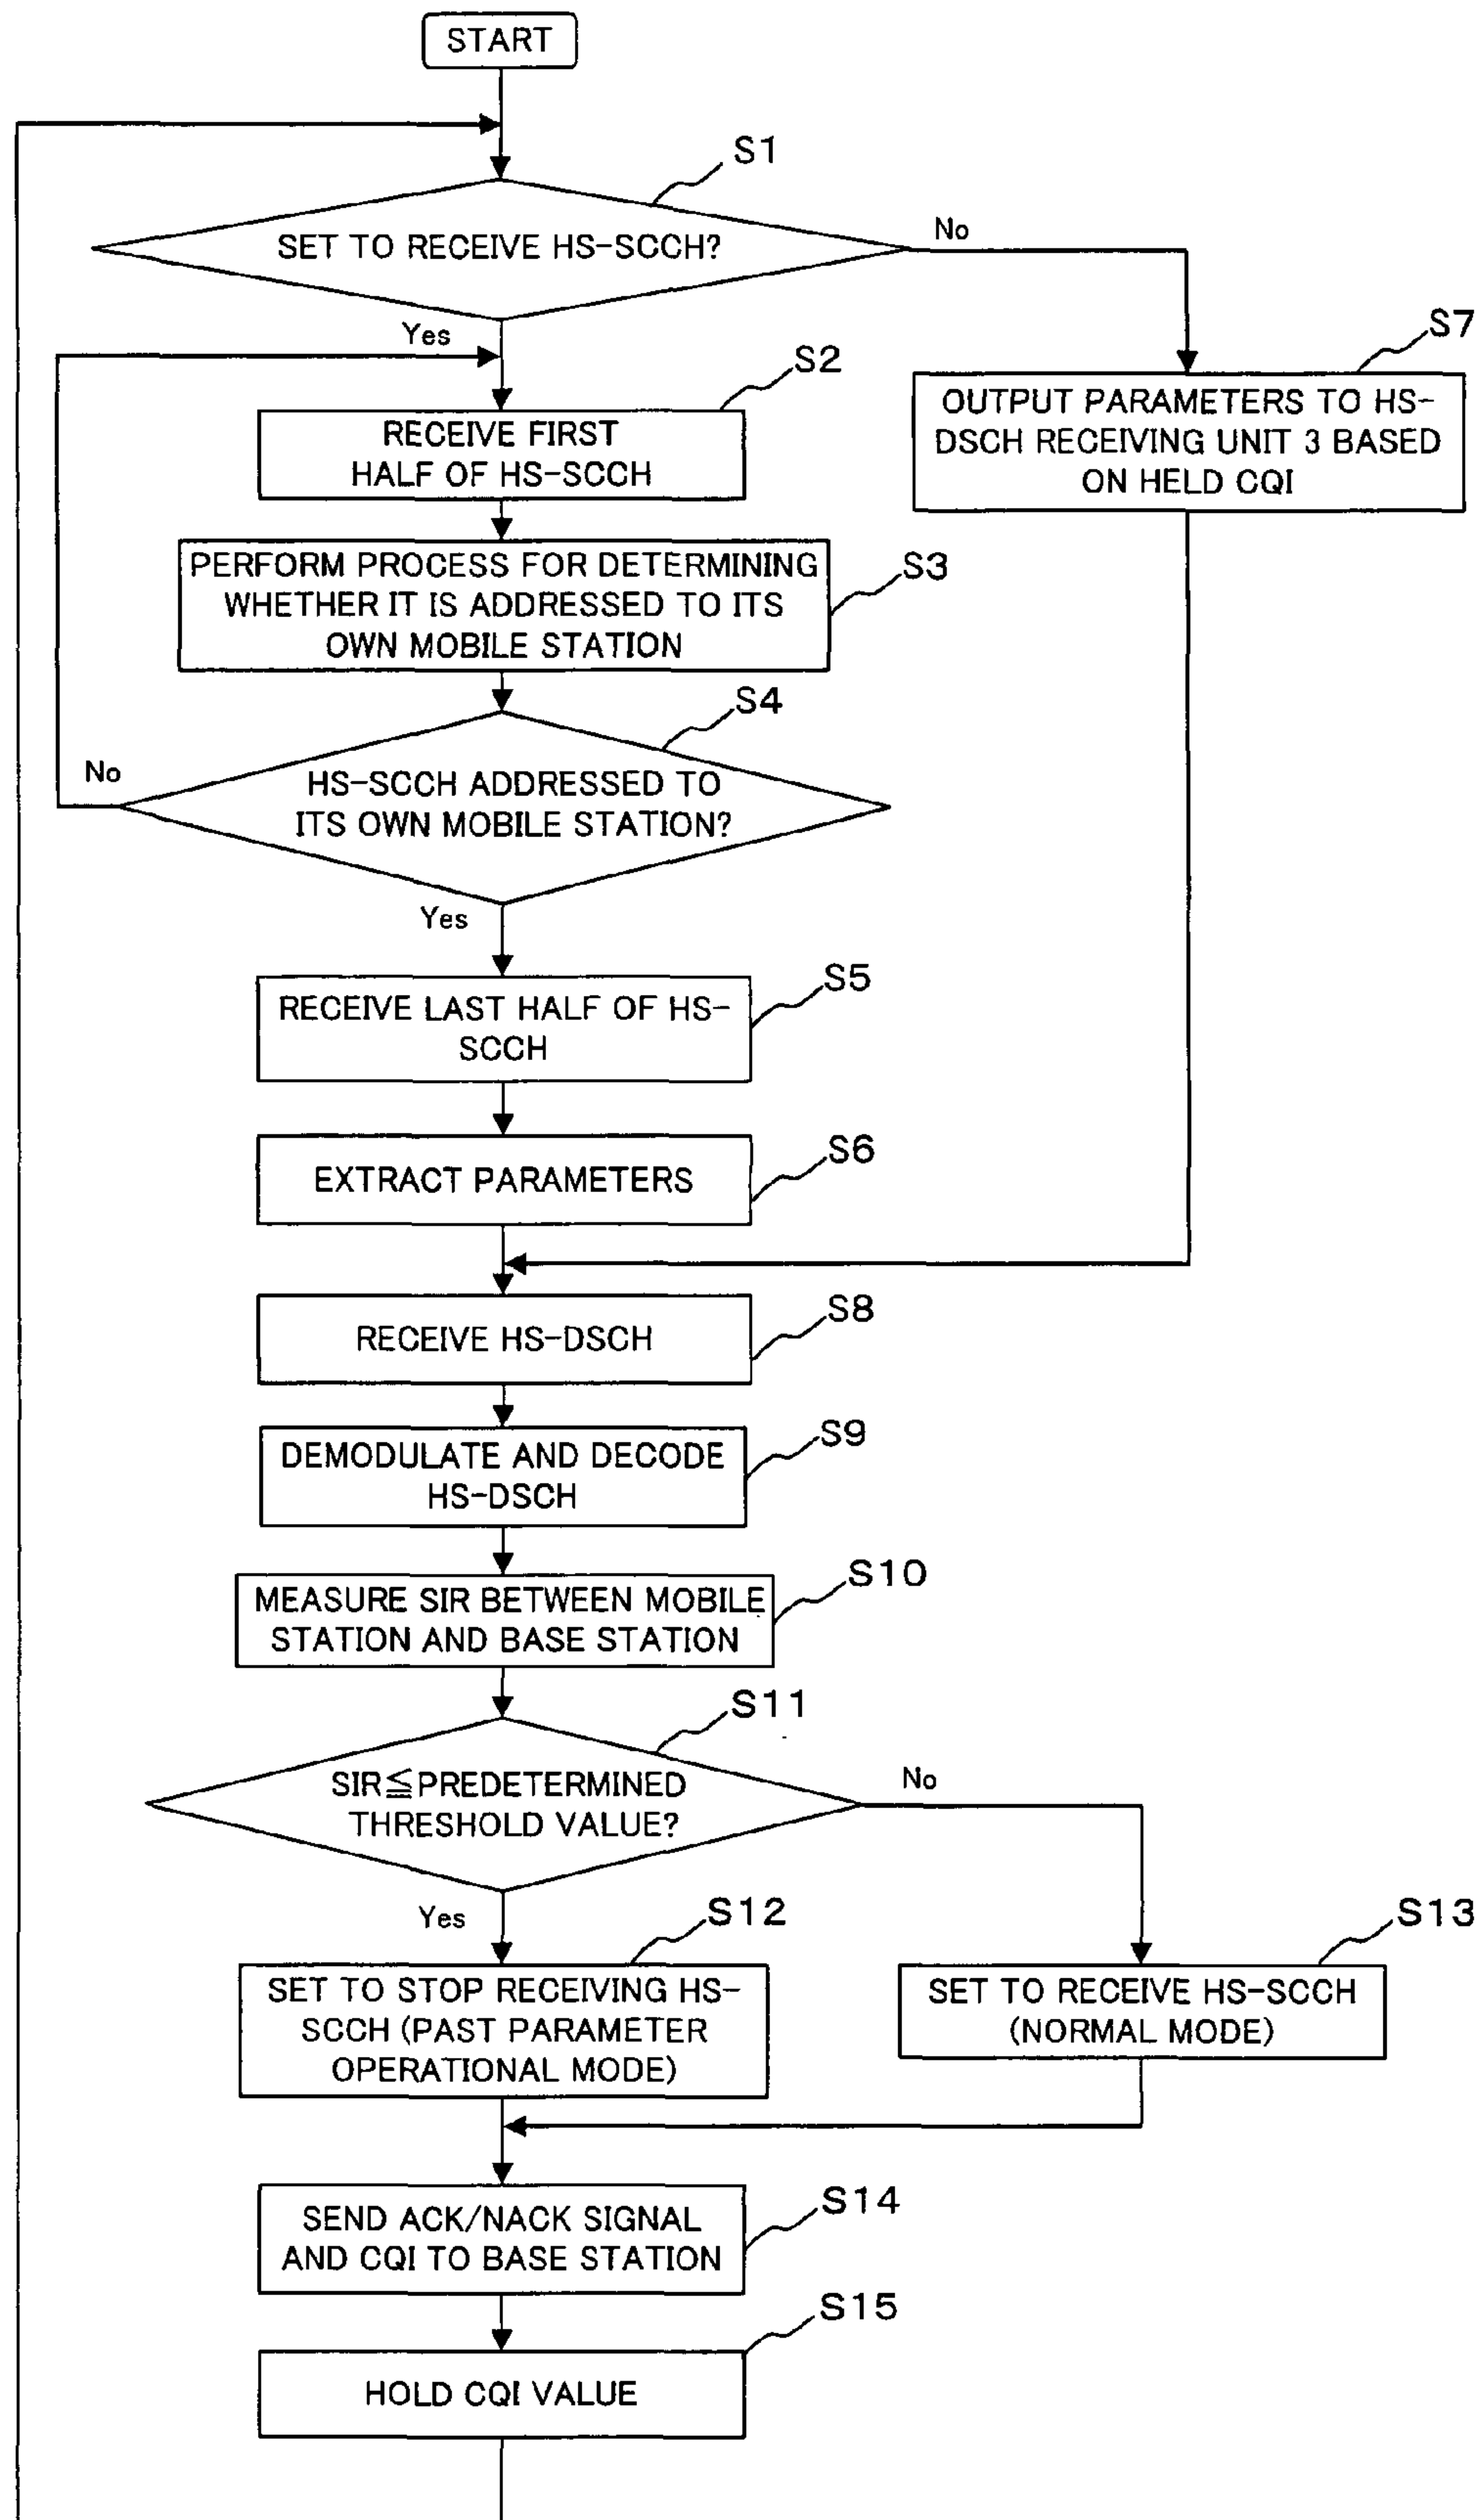 START
S1
SET TO RECEIVE HS-SCCH?
No
Yes
S7
OUTPUT PARAMETERS TO HS-
DSCH RECEIVING UNIT 3 BASED
ON HELD CQI
S2
RECEIVE FIRST
HALF OF HS-SCCH
S3
PERFORM PROCESS FOR DETERMINING
WHETHER IT IS ADDRESSED TO ITS
OWN MOBILE STATION
S4
HS-SCCH ADDRESSED TO
ITS OWN MOBILE STATION?
No
Yes
S5
RECEIVE LAST HALF OF HS-
SCCH
S6
EXTRACT PARAMETERS
S8
RECEIVE HS-DSCH
S9
DEMODULATE AND DECODE
HS-DSCH
S10
MEASURE SIR BETWEEN MOBILE
STATION AND BASE STATION
S11
SIR≦PREDETERMINED
THRESHOLD VALUE?
No
Yes
S12
SET TO STOP RECEIVING HS-
SCCH (PAST PARAMETER
OPERATIONAL MODE)
S13
SET TO RECEIVE HS-SCCH
(NORMAL MODE)
S14
SEND ACK/NACK SIGNAL
AND CQI TO BASE STATION
S15
HOLD CQI VALUE